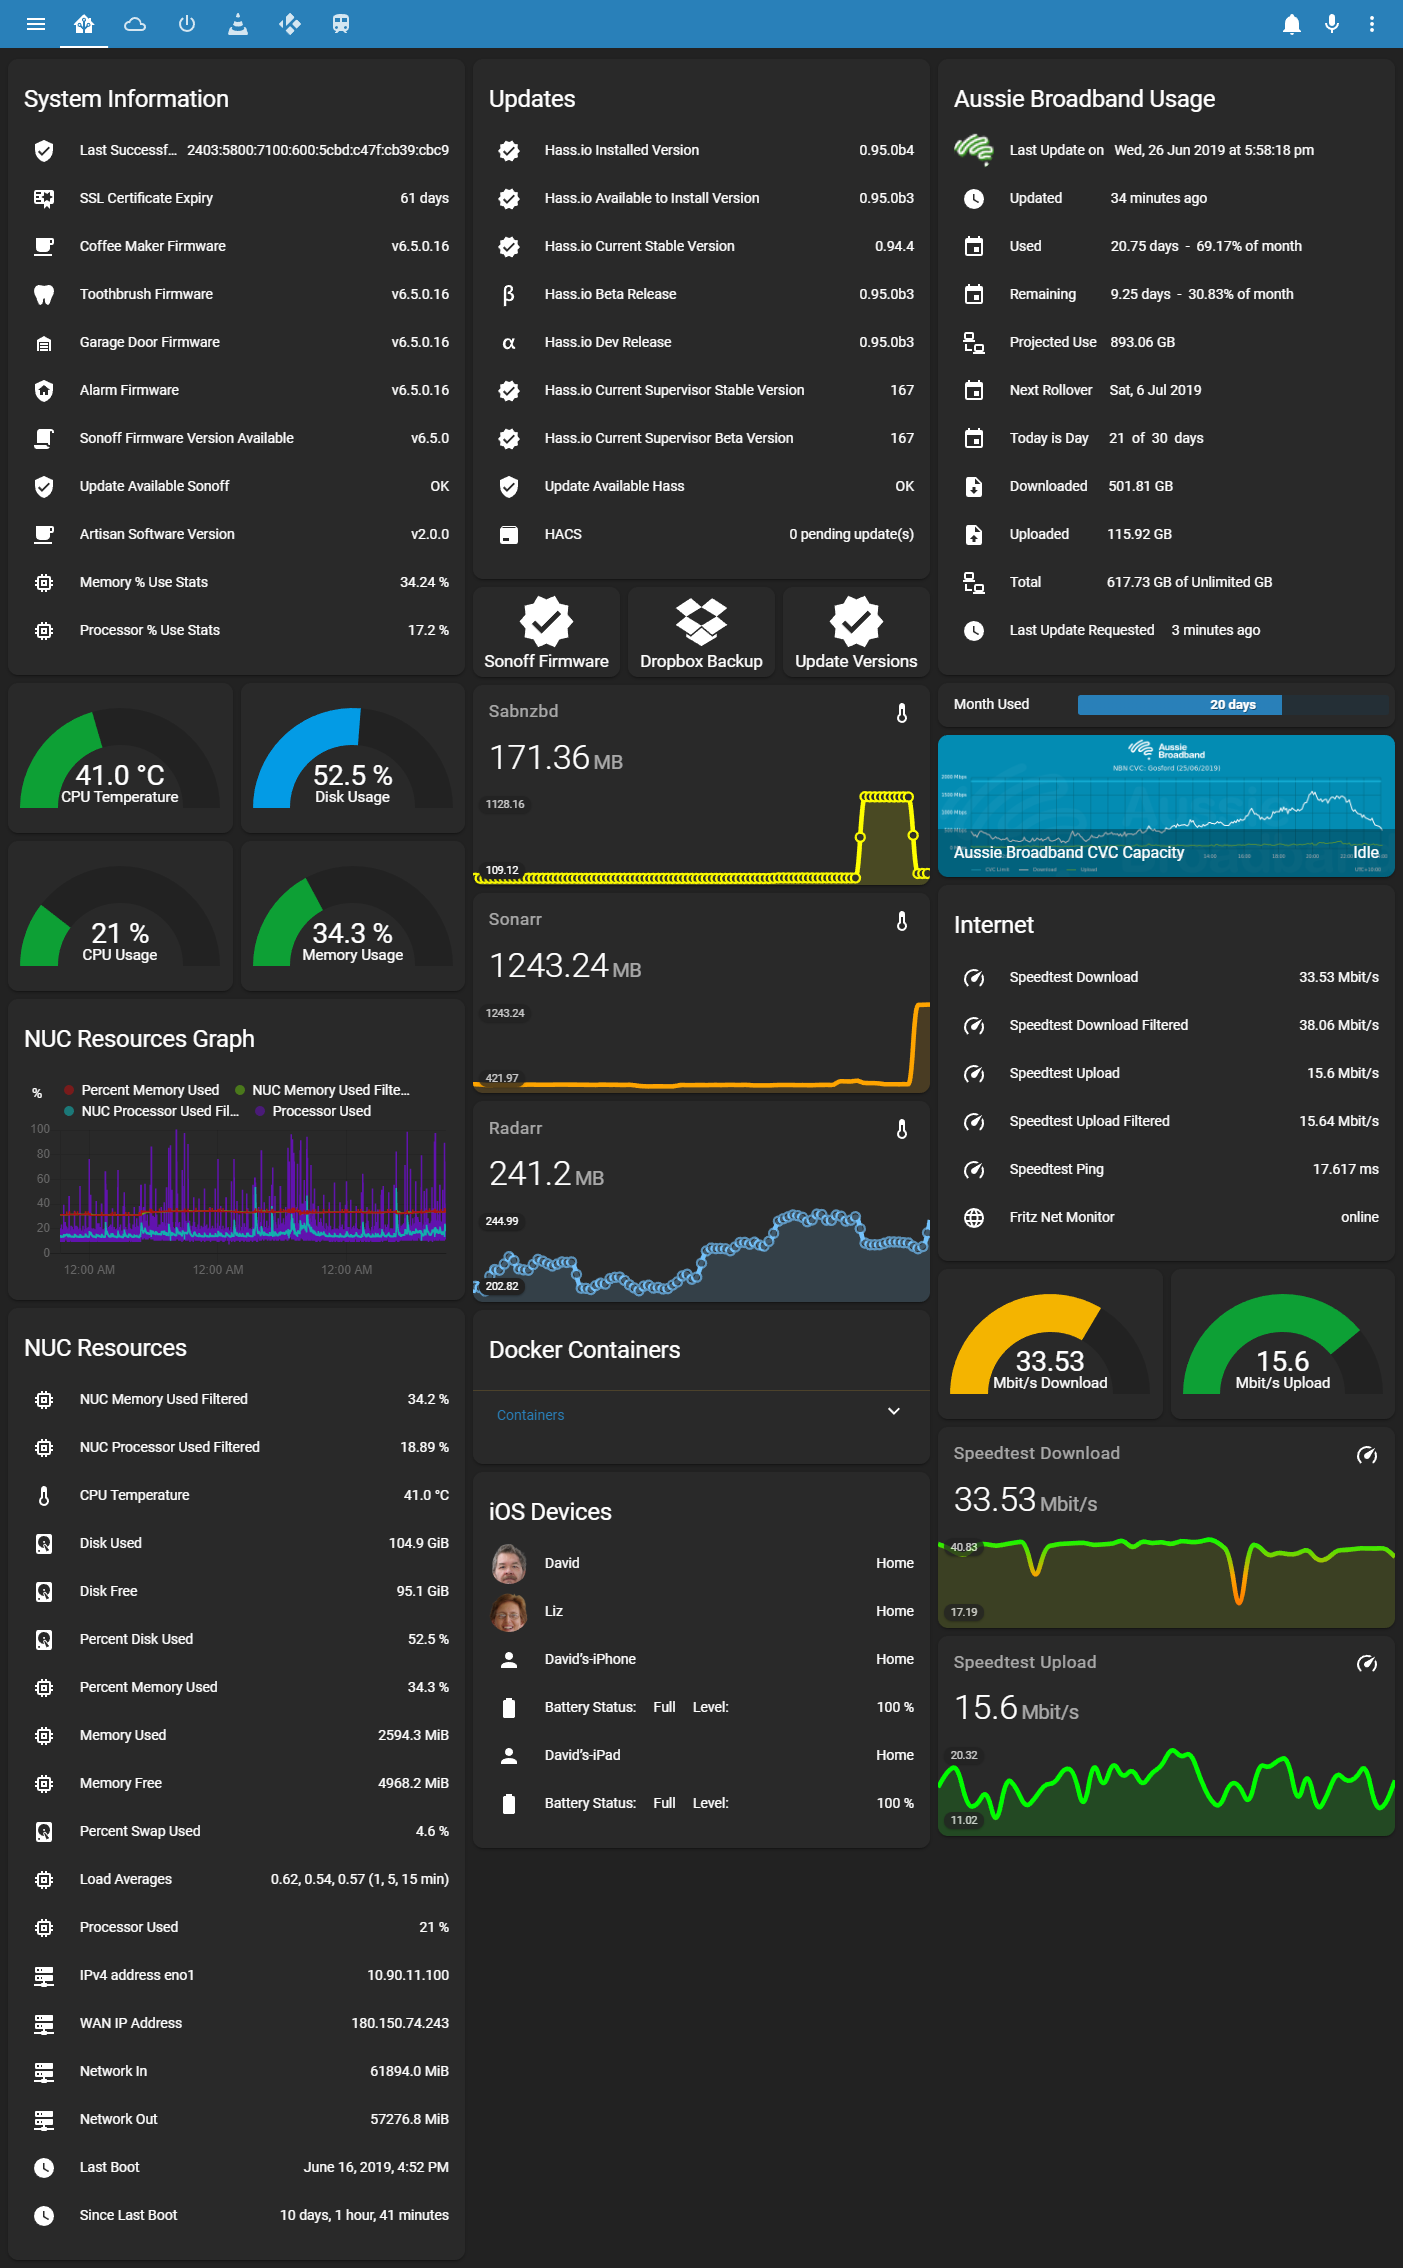 System Information
Last Successf... 2403:5800:7100:600:5cbd:c47f:cb39:cbc9
SSL Certificate Expiry 61 days
Coffee Maker Firmware v6.5.0.16
Toothbrush Firmware v6.5.0.16
Garage Door Firmware v6.5.0.16
Alarm Firmware v6.5.0.16
Sonoff Firmware Version Available v6.5.0
Update Available Sonoff OK
Artisan Software Version v2.0.0
Memory % Use Stats 34.24 %
Processor % Use Stats 17.2 %
41.0 °C
CPU Temperature
52.5 %
Disk Usage
21 %
CPU Usage
34.3 %
Memory Usage
NUC Resources Graph
%
Percent Memory Used NUC Memory Used Filte...
NUC Processor Used Fil... Processor Used
100
80
60
40
20
0
12:00 AM 12:00 AM 12:00 AM
NUC Resources
NUC Memory Used Filtered 34.2 %
NUC Processor Used Filtered 18.89 %
CPU Temperature 41.0 °C
Disk Used 104.9 GiB
Disk Free 95.1 GiB
Percent Disk Used 52.5 %
Percent Memory Used 34.3 %
Memory Used 2594.3 MiB
Memory Free 4968.2 MiB
Percent Swap Used 4.6 %
Load Averages 0.62, 0.54, 0.57 (1, 5, 15 min)
Processor Used 21 %
IPv4 address eno1 10.90.11.100
WAN IP Address 180.150.74.243
Network In 61894.0 MiB
Network Out 57276.8 MiB
Last Boot June 16, 2019, 4:52 PM
Since Last Boot 10 days, 1 hour, 41 minutes
Updates
Hass.io Installed Version 0.95.0b4
Hass.io Available to Install Version 0.95.0b3
Hass.io Current Stable Version 0.94.4
β Hass.io Beta Release 0.95.0b3
α Hass.io Dev Release 0.95.0b3
Hass.io Current Supervisor Stable Version 167
Hass.io Current Supervisor Beta Version 167
Update Available Hass OK
HACS 0 pending update(s)
Sonoff Firmware
Dropbox Backup
Update Versions
Sabnzbd
171.36 MB
1128.16
109.12
Sonarr
1243.24 MB
1243.24
421.97
Radarr
241.2 MB
244.99
202.82
Docker Containers
Containers
iOS Devices
David Home
Liz Home
David's-iPhone Home
Battery Status: Full Level: 100 %
David's-iPad Home
Battery Status: Full Level: 100 %
Aussie Broadband Usage
Last Update on Wed, 26 Jun 2019 at 5:58:18 pm
Updated 34 minutes ago
Used 20.75 days - 69.17% of month
Remaining 9.25 days - 30.83% of month
Projected Use 893.06 GB
Next Rollover Sat, 6 Jul 2019
Today is Day 21 of 30 days
Downloaded 501.81 GB
Uploaded 115.92 GB
Total 617.73 GB of Unlimited GB
Last Update Requested 3 minutes ago
Month Used 20 days
Aussie
Broadband
NBN CVC: Gosford (25/06/2019)
2000 Mbps
1500 Mbps
1000 Mbps
500 Mbps
14:00 16:00 18:00 20:00
Aussie Broadband CVC Capacity Idle
CVC Limit Download Upload
Internet
Speedtest Download 33.53 Mbit/s
Speedtest Download Filtered 38.06 Mbit/s
Speedtest Upload 15.6 Mbit/s
Speedtest Upload Filtered 15.64 Mbit/s
Speedtest Ping 17.617 ms
Fritz Net Monitor online
33.53
Mbit/s Download
15.6
Mbit/s Upload
Speedtest Download
33.53 Mbit/s
40.83
17.19
Speedtest Upload
15.6 Mbit/s
20.32
11.02